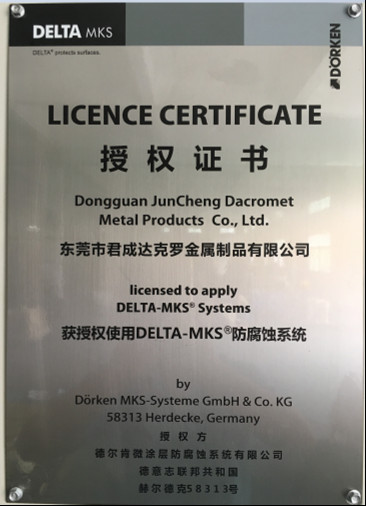 DELTA MKS
DELTA® protects surfaces.
DÖRKEN
LICENCE CERTIFICATE
授权证书
Dongguan JunCheng Dacromet
Metal Products Co., Ltd.
东莞市君成达克罗金属制品有限公司
licensed to apply
DELTA-MKS® Systems
获授权使用DELTA-MKS®防腐蚀系统
by
Dörken MKS-Systeme GmbH & Co. KG
58313 Herdecke, Germany
授权方
德尔肯微涂层防腐蚀系统有限公司
德意志联邦共和国
赫尔德克58313号